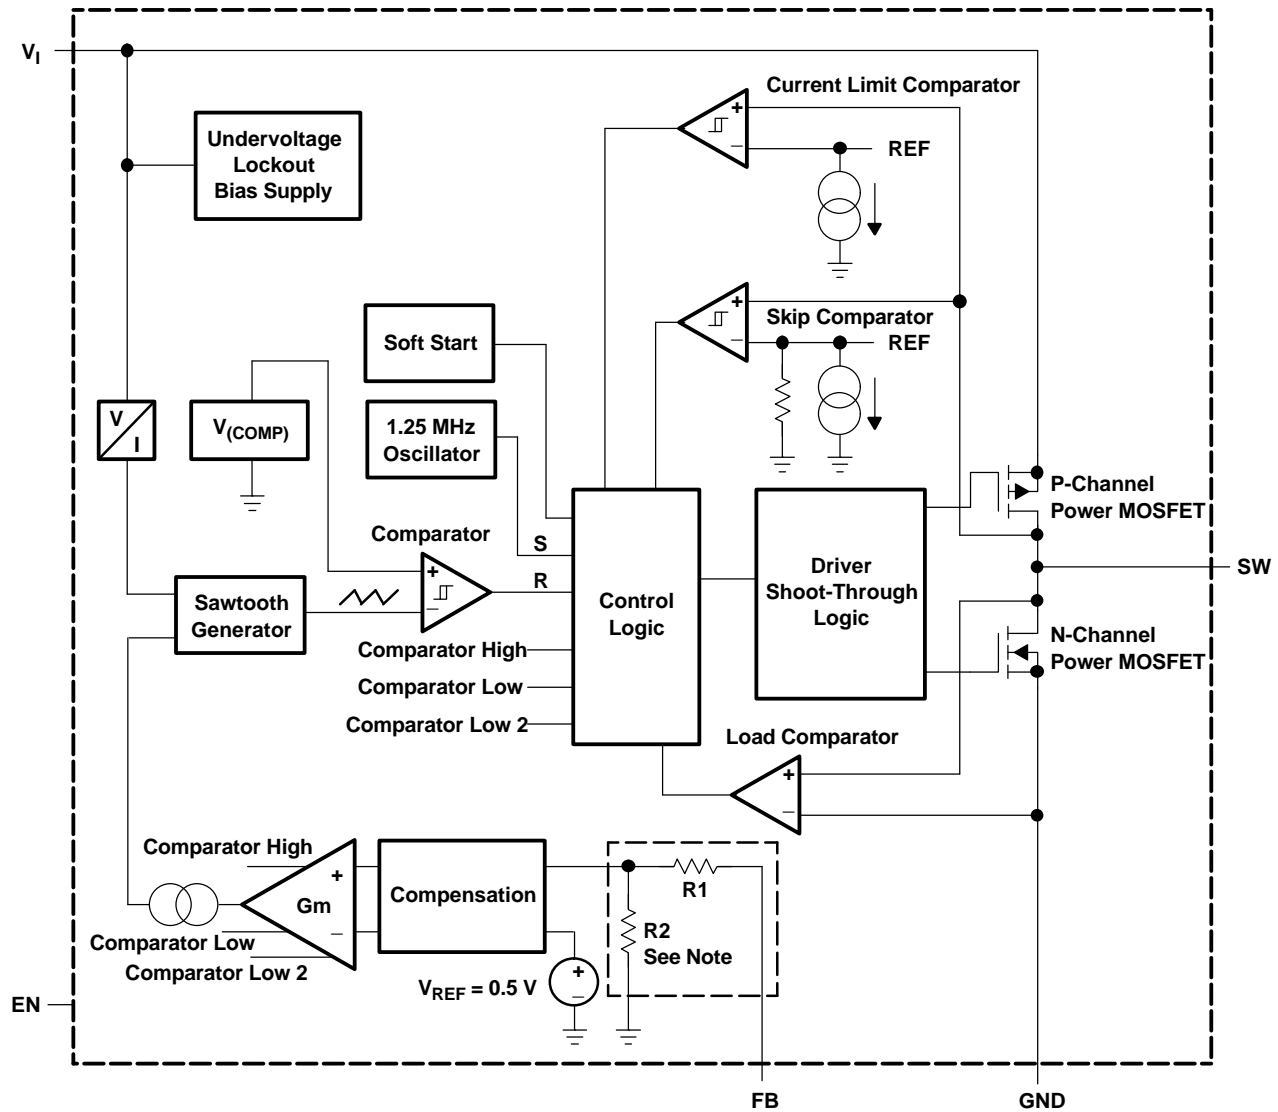 V_I
Current Limit Comparator
+
–
REF
Undervoltage
Lockout
Bias Supply
+
Skip Comparator
–
REF
Soft Start
V
I
V_(COMP)
1.25 MHz
Oscillator
P-Channel
Power MOSFET
Comparator
S
+
–
R
Control
Logic
Driver
Shoot-Through
Logic
SW
Sawtooth
Generator
N-Channel
Power MOSFET
Comparator High
Comparator Low
Comparator Low 2
Load Comparator
+
–
Comparator High
+
Gm
–
Compensation
R1
R2
See Note
Comparator Low
Comparator Low 2
V_REF = 0.5 V
+
–
EN
FB
GND